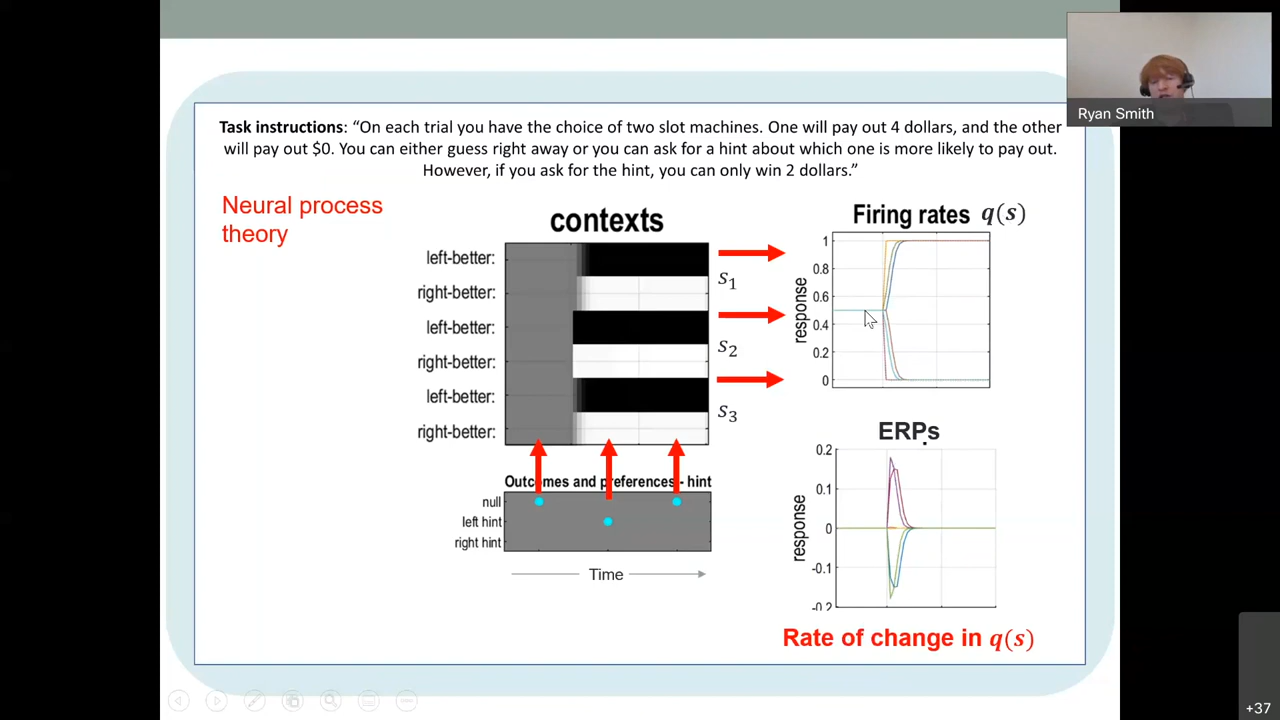 Ryan Smith
Task instructions: “On each trial you have the choice of two slot machines. One will pay out 4 dollars, and the other
will pay out $0. You can either guess right away or you can ask for a hint about which one is more likely to pay out.
However, if you ask for the hint, you can only win 2 dollars.”
Neural process
theory
contexts
left-better:
right-better:
left-better:
right-better:
left-better:
right-better:
s1
s2
s3
Outcomes and preferences - hint
null
left hint
right hint
Time
Firing rates q(s)
response
1
0.8
0.6
0.4
0.2
0
ERPs
response
0.2
0.1
0
-0.1
-0.2
Rate of change in q(s)
+37